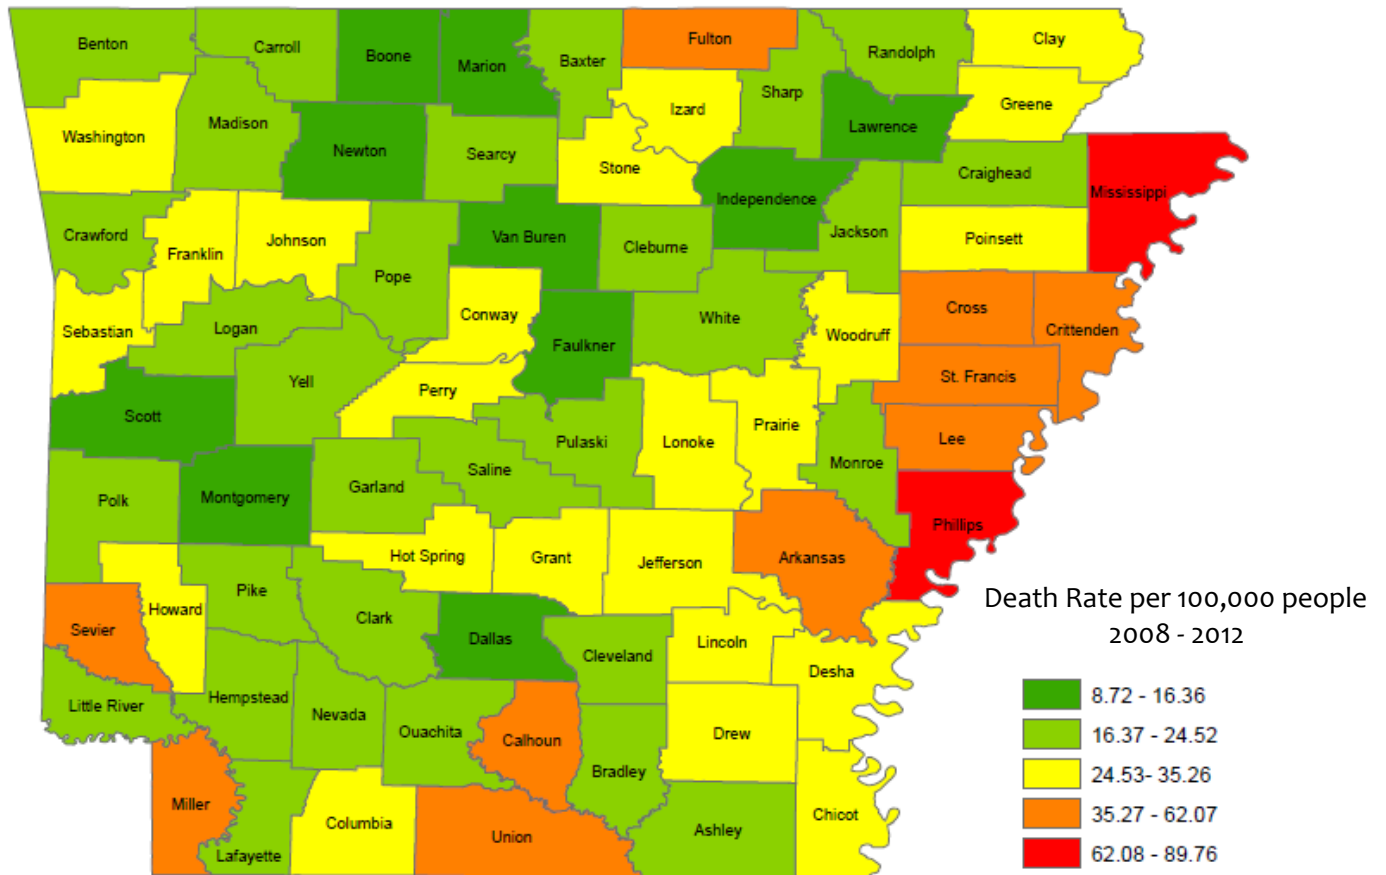 Benton
Carroll
Boone
Marion
Baxter
Fulton
Randolph
Clay
Washington
Madison
Newton
Searcy
Stone
Izard
Sharp
Lawrence
Greene
Independence
Craighead
Mississippi
Crawford
Franklin
Johnson
Pope
Van Buren
Cleburne
Jackson
Poinsett
Sebastian
Logan
Conway
Faulkner
White
Woodruff
Cross
Crittenden
Yell
Perry
St. Francis
Scott
Saline
Pulaski
Lonoke
Prairie
Monroe
Lee
Polk
Montgomery
Garland
Hot Spring
Grant
Jefferson
Arkansas
Phillips
Sevier
Howard
Pike
Clark
Dallas
Cleveland
Lincoln
Desha
Little River
Hempstead
Nevada
Ouachita
Calhoun
Bradley
Drew
Miller
Lafayette
Columbia
Union
Ashley
Chicot
Death Rate per 100,000 people
2008 - 2012
8.72 - 16.36
16.37 - 24.52
24.53- 35.26
35.27 - 62.07
62.08 - 89.76